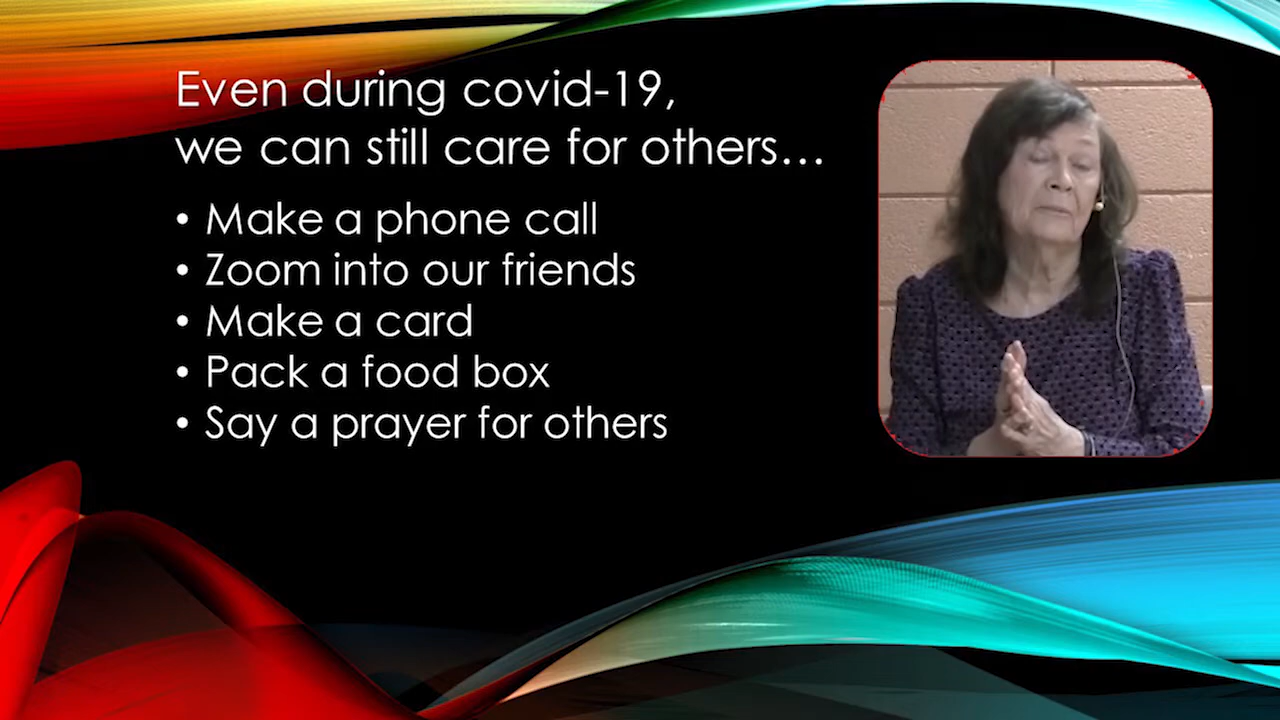 Even during covid-19,
we can still care for others…
• Make a phone call
• Zoom into our friends
• Make a card
• Pack a food box
• Say a prayer for others